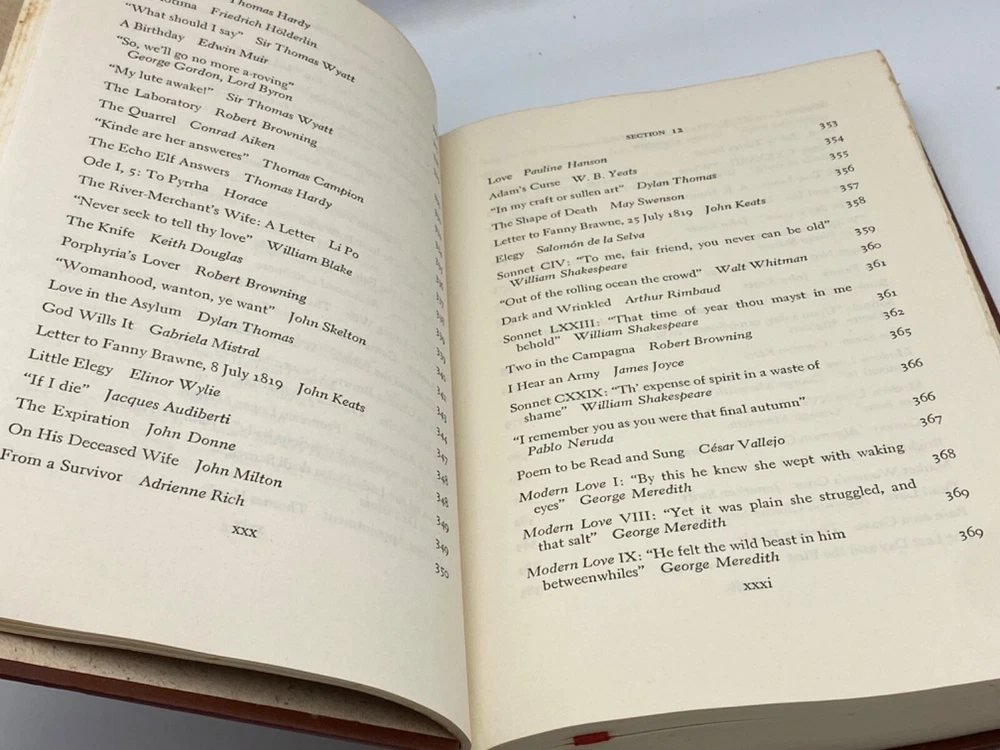 Thomas Hardy
Friedrich Hölderlin
"What should I say" Sir Thomas Wyatt
A Birthday Edwin Muir
"So, we'll go no more a-roving"
George Gordon, Lord Byron
"My lute awake!" Sir Thomas Wyatt
The Laboratory Robert Browning
The Quarrel Conrad Aiken
"Kinde are her answeres" Thomas Campion
The Echo Elf Answers Thomas Hardy
Ode I, 5: To Pyrrha Horace
The River-Merchant's Wife: A Letter Li Po
"Never seek to tell thy love" William Blake
The Knife Keith Douglas
Porphyria's Lover Robert Browning
"Womanhood, wanton, ye want" John Skelton
Love in the Asylum Dylan Thomas
God Wills It Gabriela Mistral
Letter to Fanny Brawne, 8 July 1819 John Keats 344
Little Elegy Elinor Wylie 347
"If I die" Jacques Audiberti 348
The Expiration John Donne 348
On His Deceased Wife John Milton 349
From a Survivor Adrienne Rich 349
350
xxx
SECTION 12
Love Pauline Hanson 353
Adam's Curse W. B. Yeats 354
"In my craft or sullen art" Dylan Thomas 355
The Shape of Death May Swenson 356
Letter to Fanny Brawne, 25 July 1819 John Keats 357
Elegy Salomón de la Selva 358
Sonnet CIV: "To me, fair friend, you never can be old"
William Shakespeare 359
"Out of the rolling ocean the crowd" Walt Whitman 360
Dark and Wrinkled Arthur Rimbaud 361
Sonnet LXXIII: "That time of year thou mayst in me
behold" William Shakespeare 361
Two in the Campagna Robert Browning 362
I Hear an Army James Joyce 365
Sonnet CXXIX: "Th' expense of spirit in a waste of
shame" William Shakespeare 366
"I remember you as you were that final autumn"
Pablo Neruda 366
Poem to be Read and Sung César Vallejo 367
Modern Love I: "By this he knew she wept with waking
eyes" George Meredith 368
Modern Love VIII: "Yet it was plain she struggled, and
that salt" George Meredith 369
Modern Love IX: "He felt the wild beast in him
betweenwhiles" George Meredith 369
xxxi